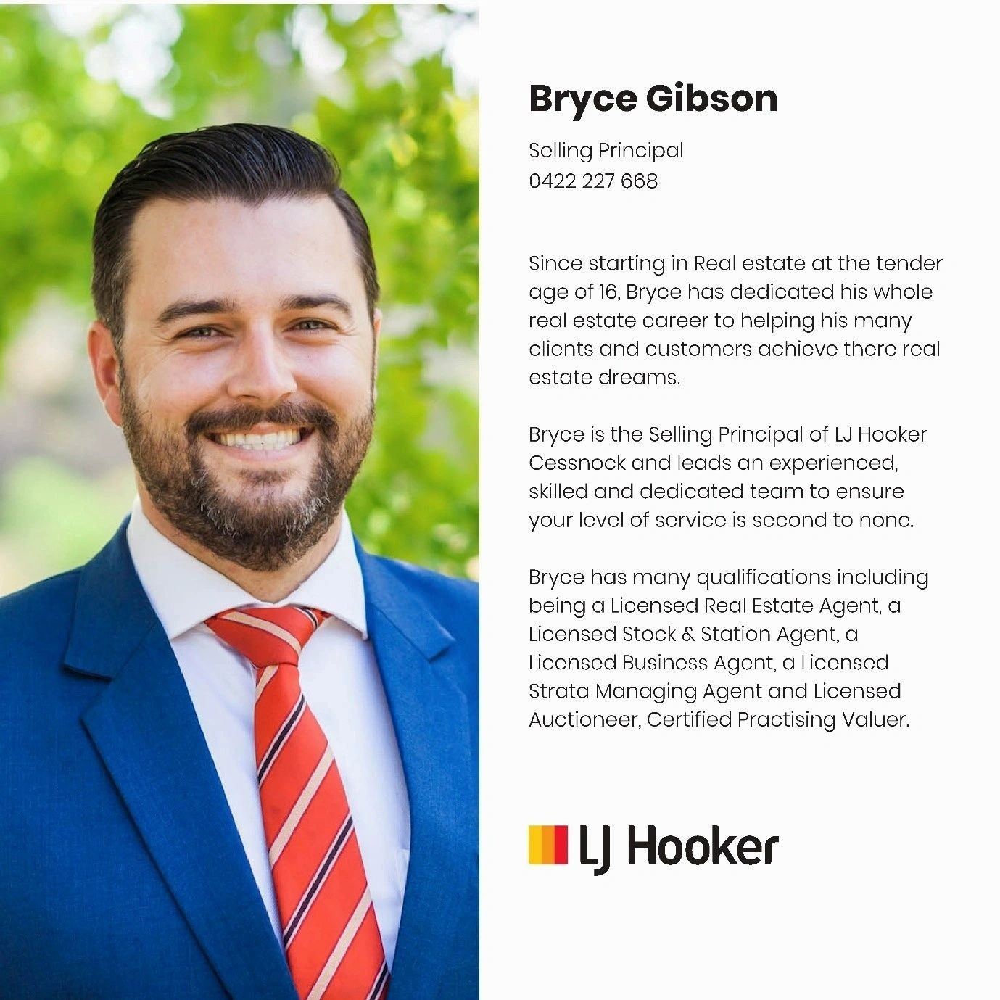 Bryce Gibson
Selling Principal
0422 227 668
Since starting in Real estate at the tender
age of 16, Bryce has dedicated his whole
real estate career to helping his many
clients and customers achieve there real
estate dreams.
Bryce is the Selling Principal of LJ Hooker
Cessnock and leads an experienced,
skilled and dedicated team to ensure
your level of service is second to none.
Bryce has many qualifications including
being a Licensed Real Estate Agent, a
Licensed Stock & Station Agent, a
Licensed Business Agent, a Licensed
Strata Managing Agent and Licensed
Auctioneer, Certified Practising Valuer.
LJ Hooker